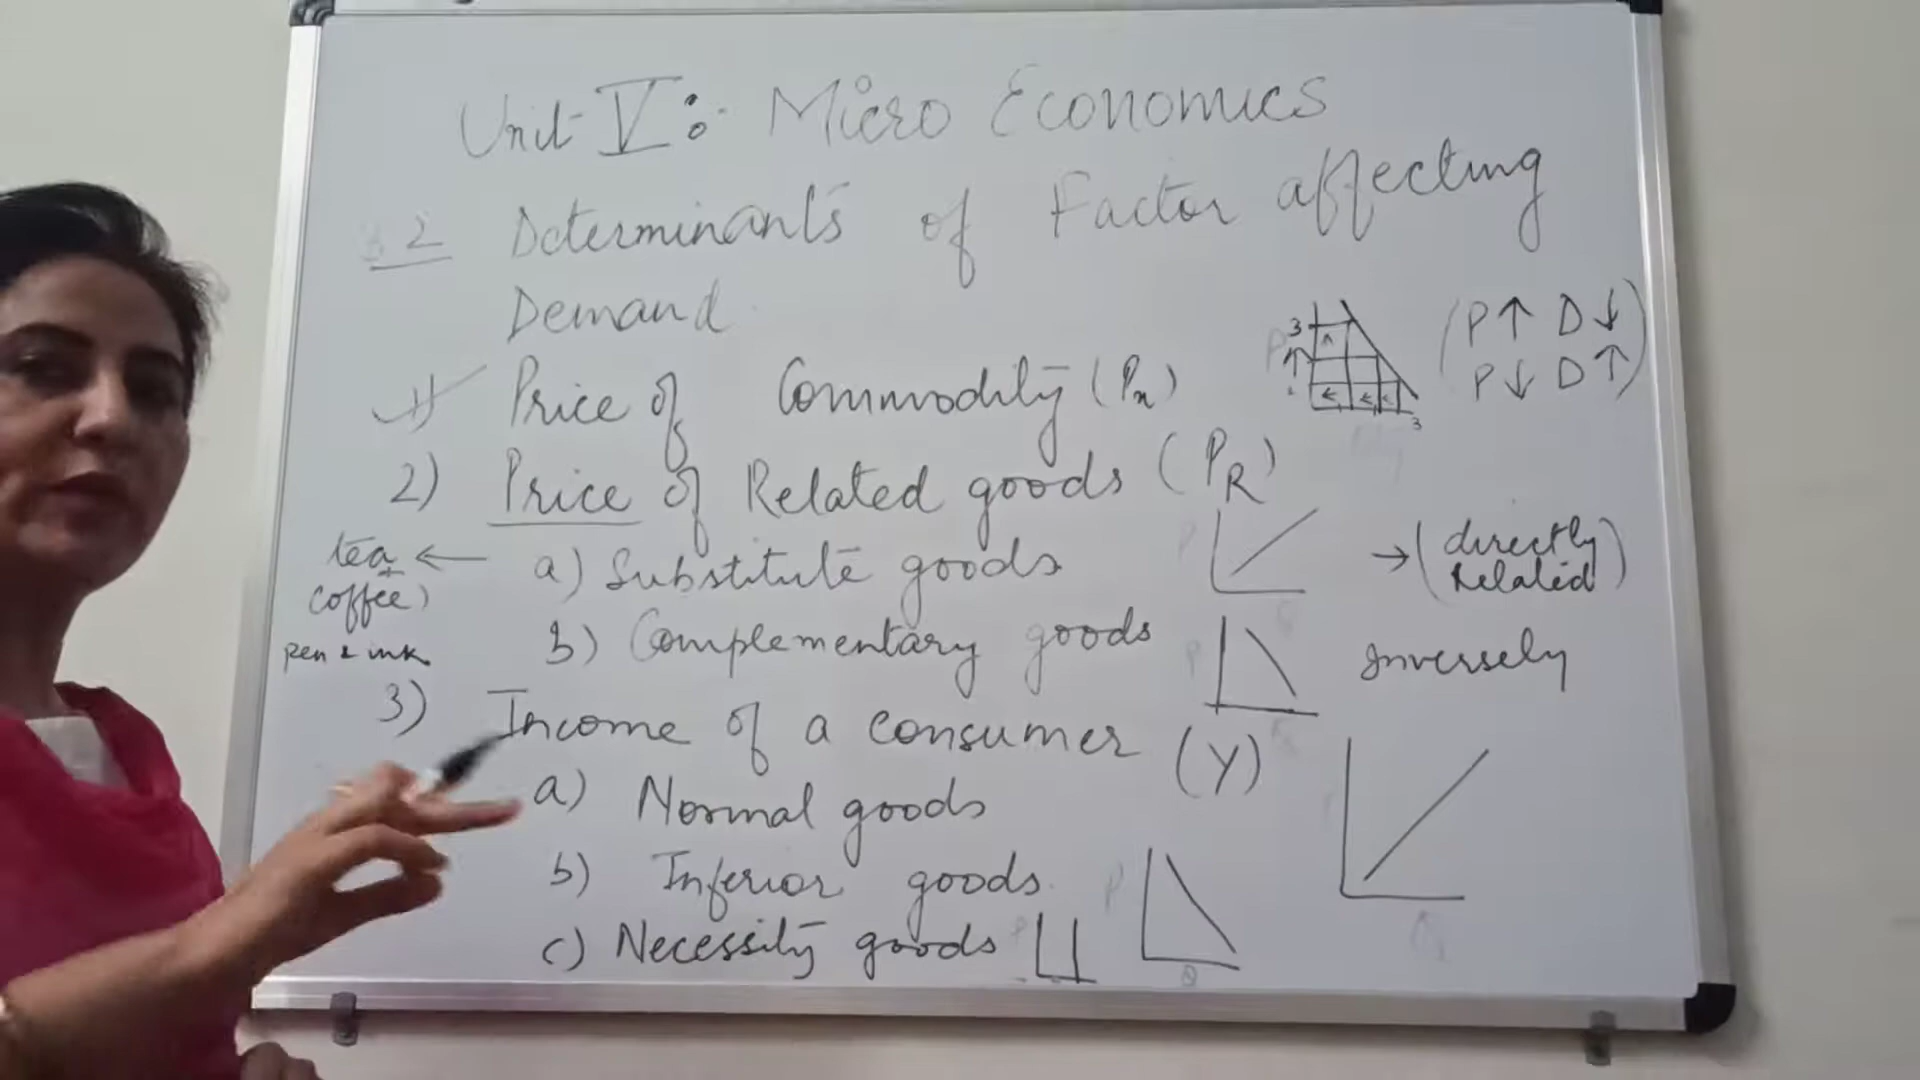 Unit V:- Micro Economics
2 Determinants of Factor affecting
Demand
1) Price of Commodity (Px)
3
3
(P↑ D↓
P↓ D↑)
2) Price of Related goods (PR)
tea ← a) Substitute goods → (directly
coffee) Related)
pen & ink b) Complementary goods Inversely
3) Income of a consumer (Y)
a) Normal goods
b) Inferior goods P
c) Necessity goods P